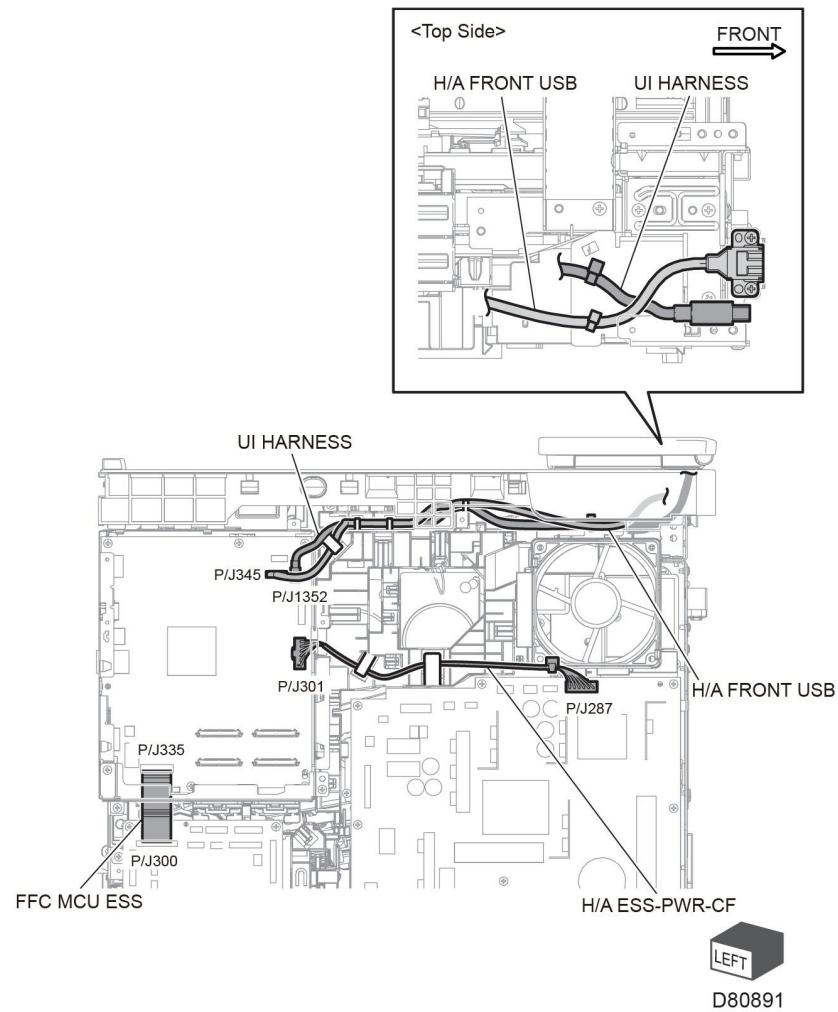 <Top Side>
FRONT
H/A FRONT USB
UI HARNESS
UI HARNESS
P/J345
P/J1352
P/J301
H/A FRONT USB
P/J287
P/J335
P/J300
FFC MCU ESS
H/A ESS-PWR-CF
LEFT
D80891